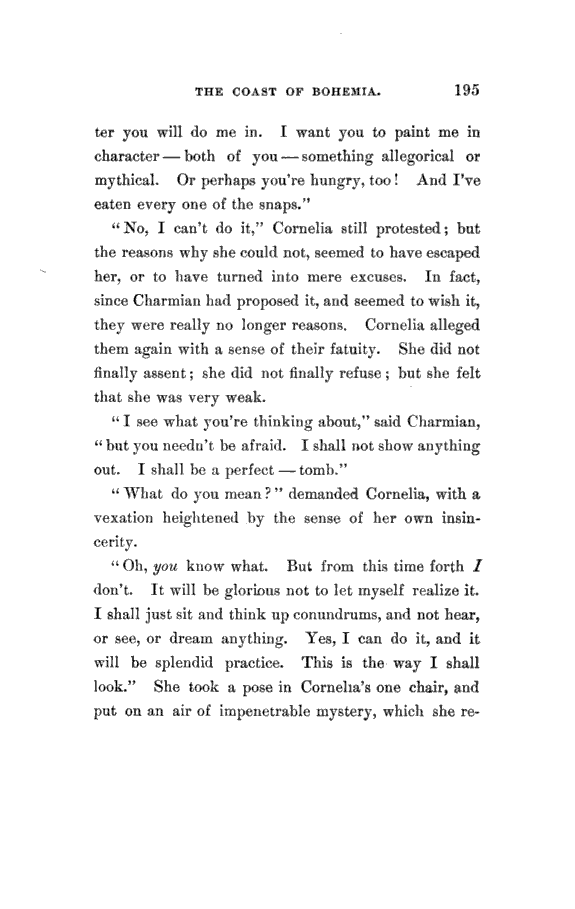 THE COAST OF BOHEMIA. 195
ter you will do me in. I want you to paint me in
character — both of you — something allegorical or
mythical. Or perhaps you're hungry, too! And I've
eaten every one of the snaps."
"No, I can't do it," Cornelia still protested; but
the reasons why she could not, seemed to have escaped
her, or to have turned into mere excuses. In fact,
since Charmian had proposed it, and seemed to wish it,
they were really no longer reasons. Cornelia alleged
them again with a sense of their fatuity. She did not
finally assent; she did not finally refuse; but she felt
that she was very weak.
"I see what you're thinking about," said Charmian,
"but you needn't be afraid. I shall not show anything
out. I shall be a perfect — tomb."
"What do you mean?" demanded Cornelia, with a
vexation heightened by the sense of her own insin-
cerity.
"Oh, you know what. But from this time forth I
don't. It will be glorious not to let myself realize it.
I shall just sit and think up conundrums, and not hear,
or see, or dream anything. Yes, I can do it, and it
will be splendid practice. This is the way I shall
look." She took a pose in Cornelia's one chair, and
put on an air of impenetrable mystery, which she re-